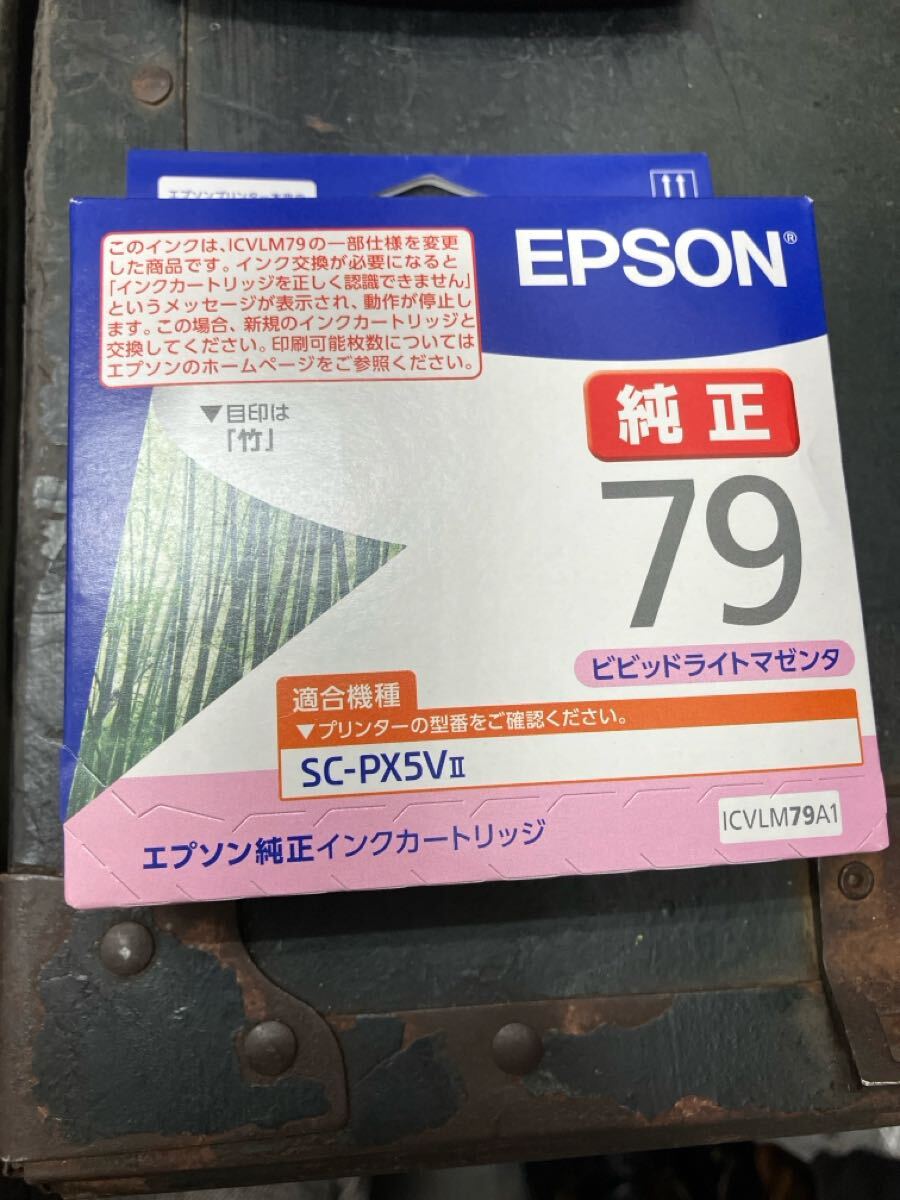 エプソンプリンター
EPSON®
このインクは、ICVLM79の一部仕様を変更
した商品です。インク交換が必要になると
「インクカートリッジを正しく認識できません」
というメッセージが表示され、動作が停止し
ます。この場合、新規のインクカートリッジと
交換してください。印刷可能枚数については
エプソンのホームページをご参照ください。
純正
▼目印は
「竹」
79
ビビッドライトマゼンタ
適合機種
▼プリンターの型番をご確認ください。
SC-PX5VⅡ
ICVLM79A1
エプソン純正インクカートリッジ